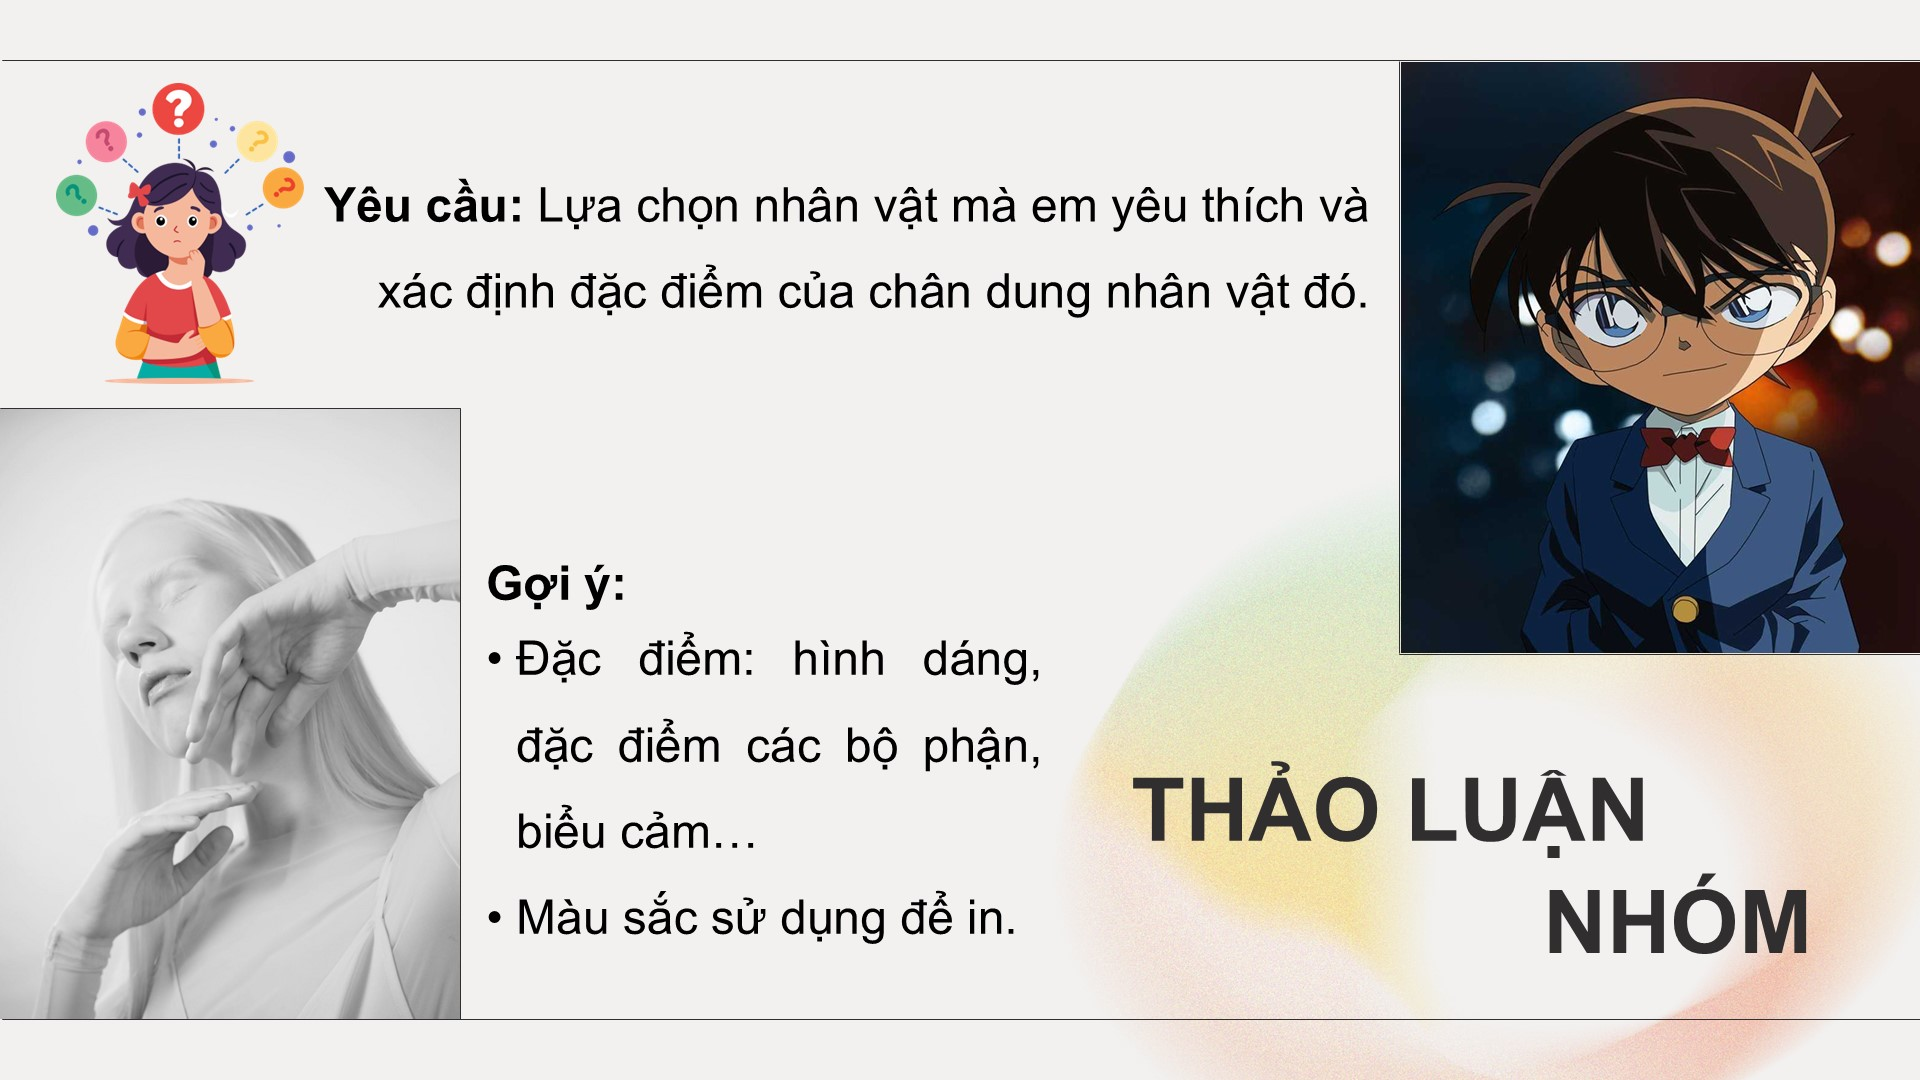 Yêu cầu: Lựa chọn nhân vật mà em yêu thích và
xác định đặc điểm của chân dung nhân vật đó.
Gợi ý:
• Đặc điểm: hình dáng,
đặc điểm các bộ phận,
biểu cảm…
• Màu sắc sử dụng để in.
THẢO LUẬN
NHÓM